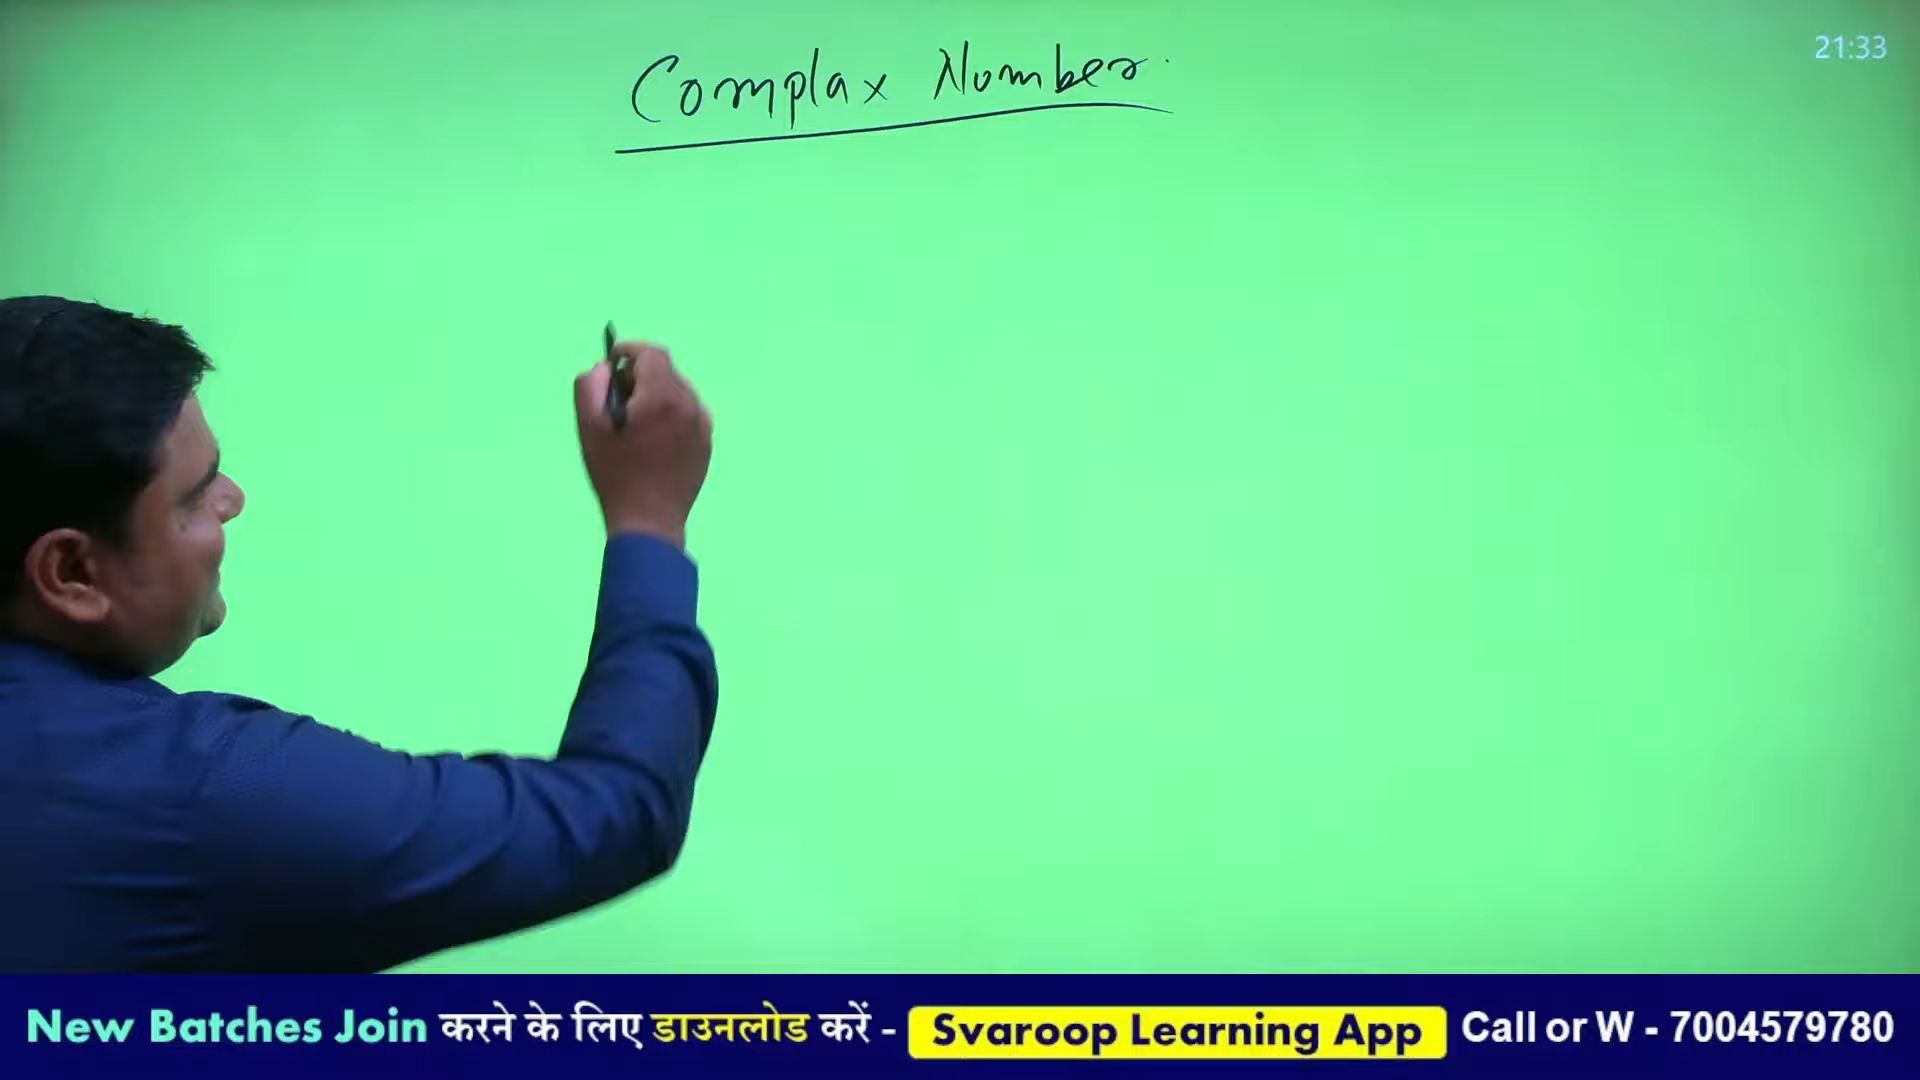 Complax Number
21:33
New Batches Join करने के लिए डाउनलोड करें - Svaroop Learning App Call or W - 7004579780